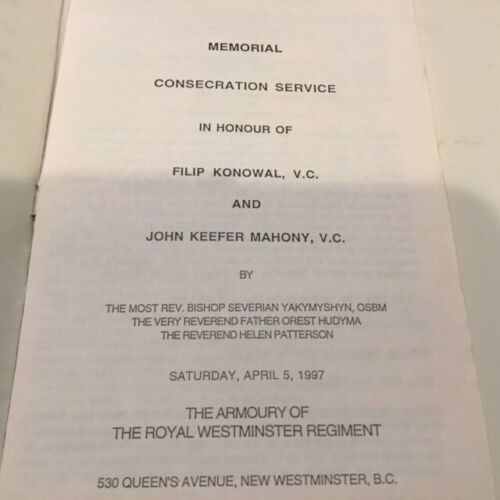 MEMORIAL
CONSECRATION SERVICE
IN HONOUR OF
FILIP KONOWAL, V.C.
AND
JOHN KEEFER MAHONY, V.C.
BY
THE MOST REV. BISHOP SEVERIAN YAKYMYSHYN, OSBM
THE VERY REVEREND FATHER OREST HUDYMA
THE REVEREND HELEN PATTERSON
SATURDAY, APRIL 5, 1997
THE ARMOURY OF
THE ROYAL WESTMINSTER REGIMENT
530 QUEEN'S AVENUE, NEW WESTMINSTER, B.C.